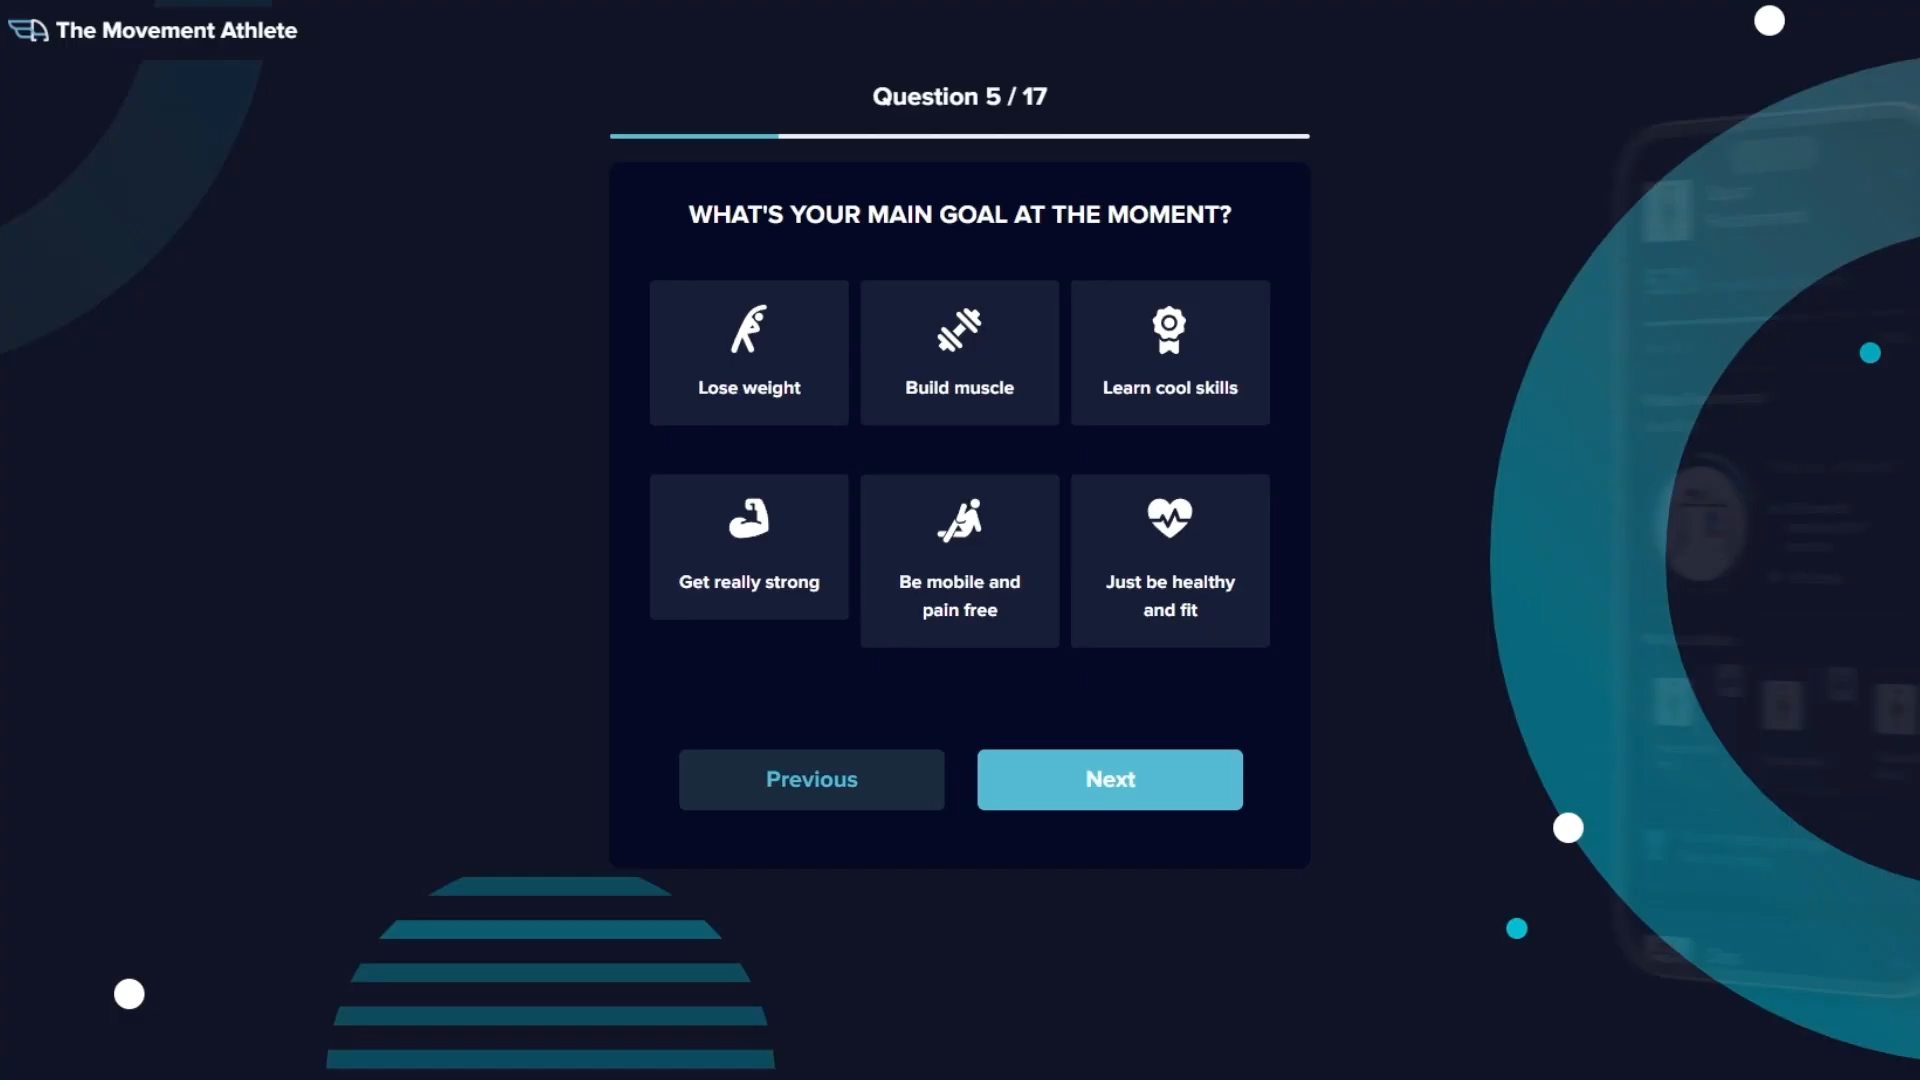 The Movement Athlete
Question 5 / 17
WHAT'S YOUR MAIN GOAL AT THE MOMENT?
Lose weight
Build muscle
Learn cool skills
Get really strong
Be mobile and
pain free
Just be healthy
and fit
Previous
Next